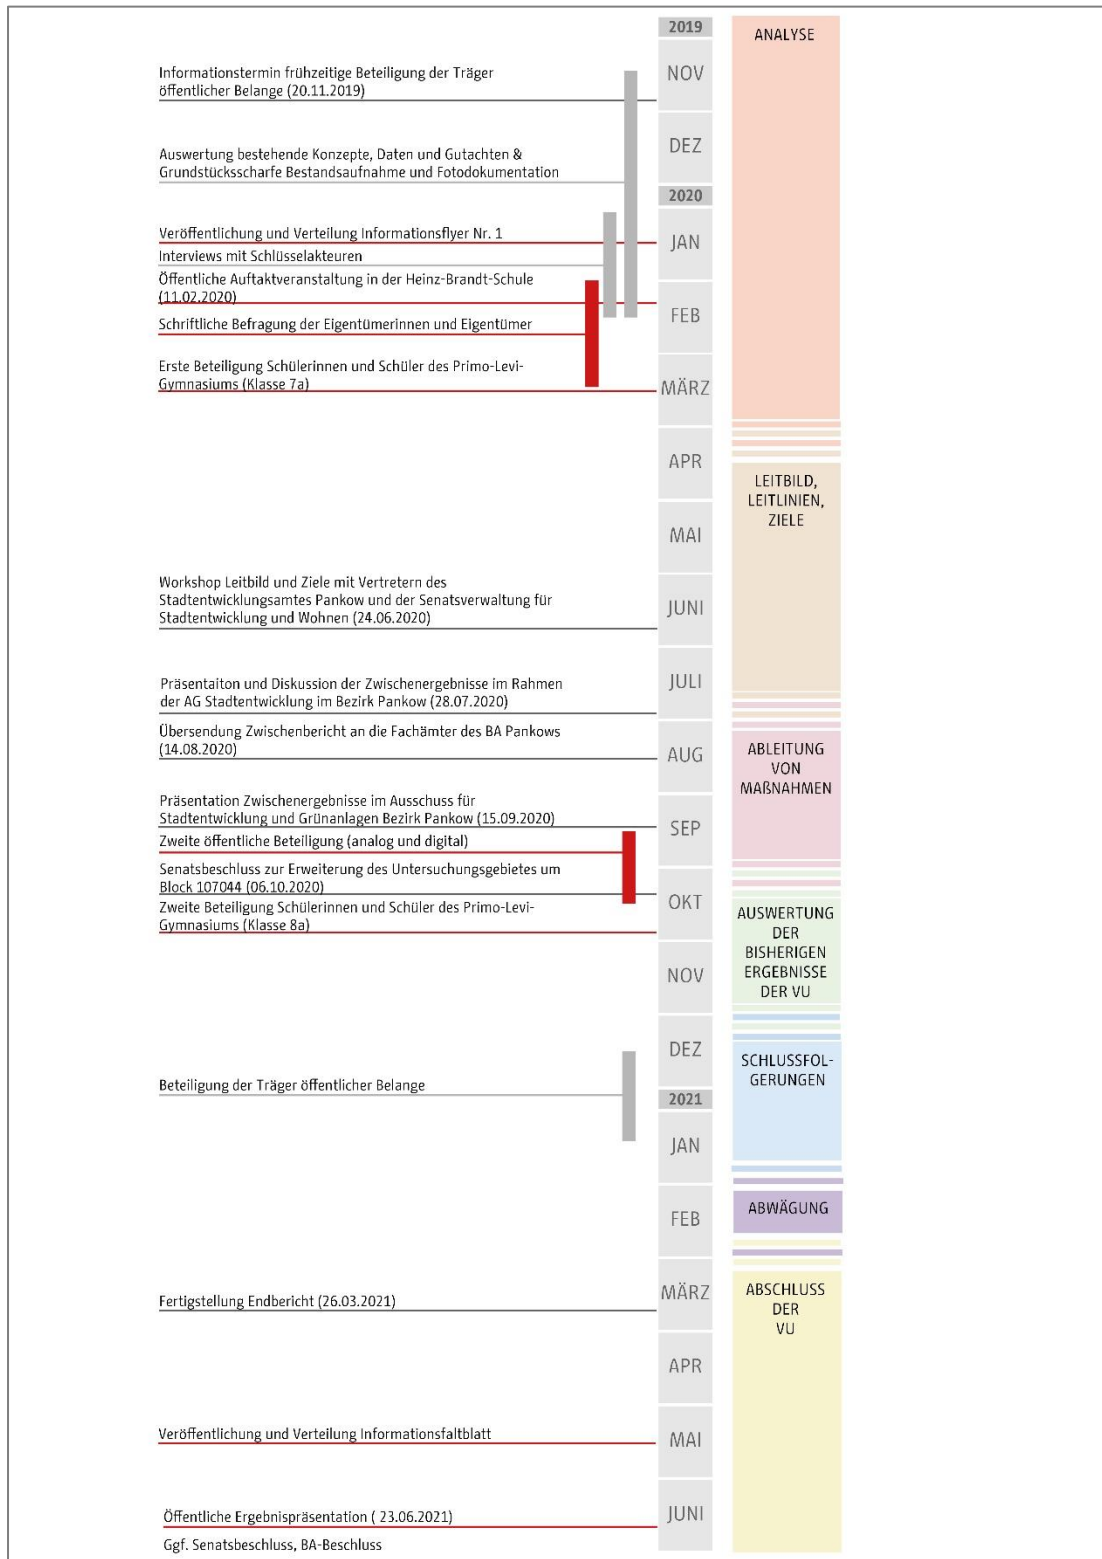 2019
ANALYSE
NOV
Informationstermin frühzeitige Beteiligung der Träger
öffentlicher Belange (20.11.2019)
DEZ
Auswertung bestehende Konzepte, Daten und Gutachten &
Grundstücksscharfe Bestandsaufnahme und Fotodokumentation
2020
Veröffentlichung und Verteilung Informationsflyer Nr. 1
JAN
Interviews mit Schlüsselakteuren
Öffentliche Auftaktveranstaltung in der Heinz-Brandt-Schule
(11.02.2020)
FEB
Schriftliche Befragung der Eigentümerinnen und Eigentümer
Erste Beteiligung Schülerinnen und Schüler des Primo-Levi-
Gymnasiums (Klasse 7a)
MÄRZ
APR
LEITBILD,
LEITLINIEN,
ZIELE
MAI
Workshop Leitbild und Ziele mit Vertretern des
Stadtentwicklungsamtes Pankow und der Senatsverwaltung für
Stadtentwicklung und Wohnen (24.06.2020)
JUNI
JULI
Präsentaiton und Diskussion der Zwischenergebnisse im Rahmen
der AG Stadtentwicklung im Bezirk Pankow (28.07.2020)
Übersendung Zwischenbericht an die Fachämter des BA Pankows
(14.08.2020)
AUG
ABLEITUNG
VON
MAßNAHMEN
Präsentation Zwischenergebnisse im Ausschuss für
Stadtentwicklung und Grünanlagen Bezirk Pankow (15.09.2020)
SEP
Zweite öffentliche Beteiligung (analog und digital)
Senatsbeschluss zur Erweiterung des Untersuchungsgebietes um
Block 107044 (06.10.2020)
OKT
Zweite Beteiligung Schülerinnen und Schüler des Primo-Levi-
Gymnasiums (Klasse 8a)
AUSWERTUNG
DER
BISHERIGEN
ERGEBNISSE
DER VU
NOV
DEZ
SCHLUSSFOL-
GERUNGEN
Beteiligung der Träger öffentlicher Belange
2021
JAN
FEB
ABWÄGUNG
MÄRZ
ABSCHLUSS
DER
VU
Fertigstellung Endbericht (26.03.2021)
APR
Veröffentlichung und Verteilung Informationsfaltblatt
MAI
JUNI
Öffentliche Ergebnispräsentation ( 23.06.2021)
Ggf. Senatsbeschluss, BA-Beschluss